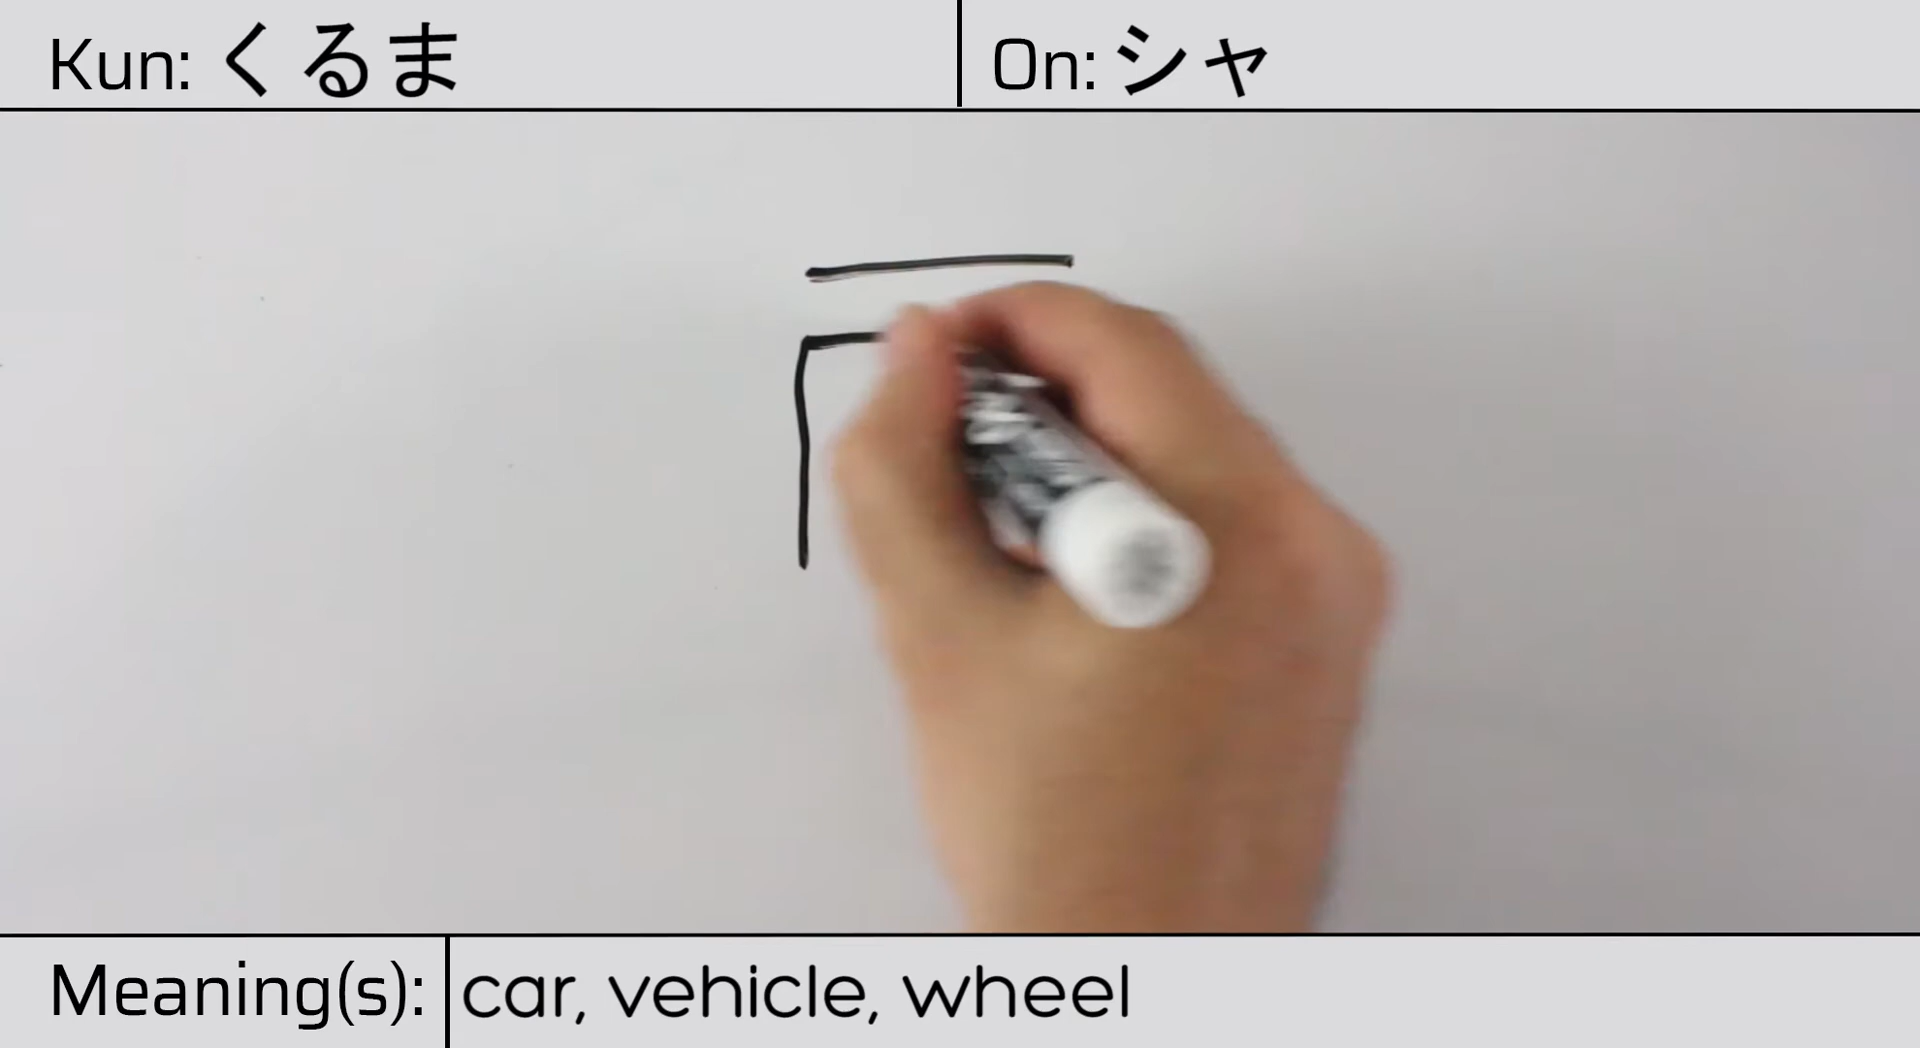 Kun: くるま
On: シャ
Meaning(s): car, vehicle, wheel